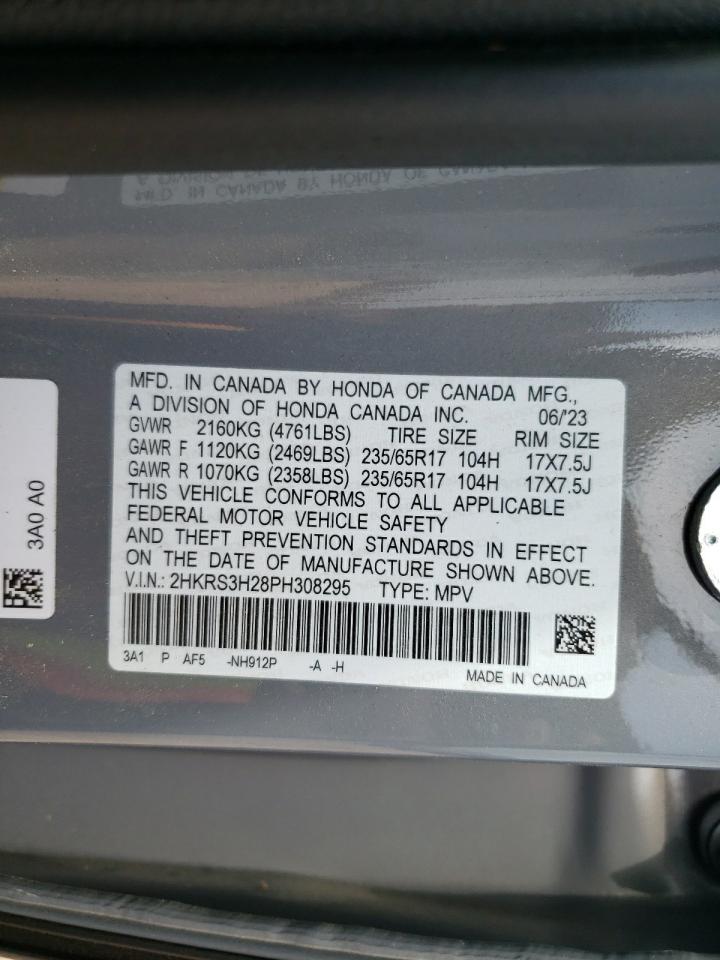 MFD. IN CANADA BY HONDA OF CANADA MFG.,
A DIVISION OF HONDA CANADA INC. 06/'23
GVWR 2160KG (4761LBS) TIRE SIZE RIM SIZE
GAWR F 1120KG (2469LBS) 235/65R17 104H 17X7.5J
GAWR R 1070KG (2358LBS) 235/65R17 104H 17X7.5J
THIS VEHICLE CONFORMS TO ALL APPLICABLE
FEDERAL MOTOR VEHICLE SAFETY
AND THEFT PREVENTION STANDARDS IN EFFECT
ON THE DATE OF MANUFACTURE SHOWN ABOVE.
V.I.N.: 2HKRS3H28PH308295 TYPE: MPV
3A1 P AF5 -NH912P -A -H
MADE IN CANADA
3A0 A0